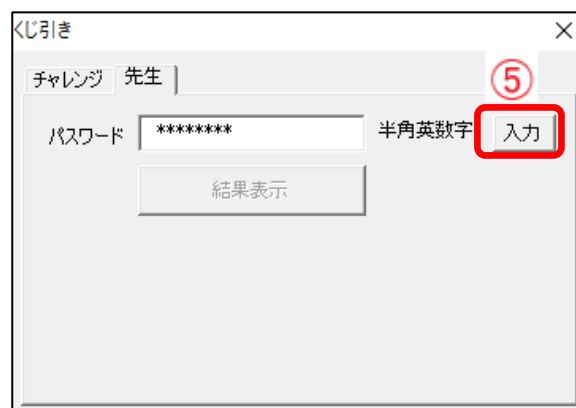 くじ引き
チャレンジ 先生
⑤
パスワード ******** 半角英数字 入力
結果表示